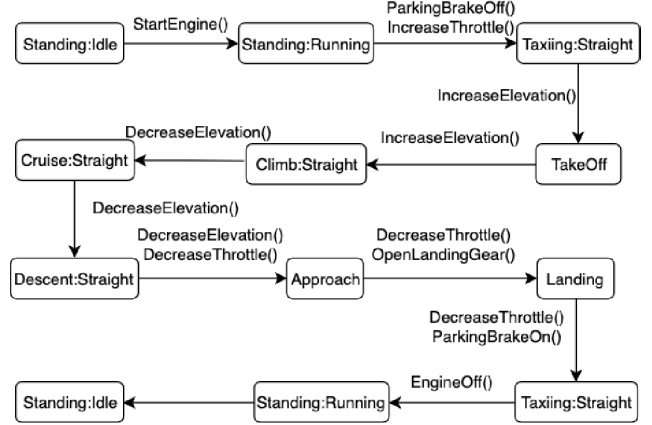 Standing:Idle
StartEngine()
Standing:Running
ParkingBrakeOff()
IncreaseThrottle()
Taxiing:Straight
IncreaseElevation()
TakeOff
IncreaseElevation()
Climb:Straight
DecreaseElevation()
Cruise:Straight
DecreaseElevation()
Descent:Straight
DecreaseElevation()
DecreaseThrottle()
Approach
DecreaseThrottle()
OpenLandingGear()
Landing
DecreaseThrottle()
ParkingBrakeOn()
Taxiing:Straight
EngineOff()
Standing:Running
Standing:Idle